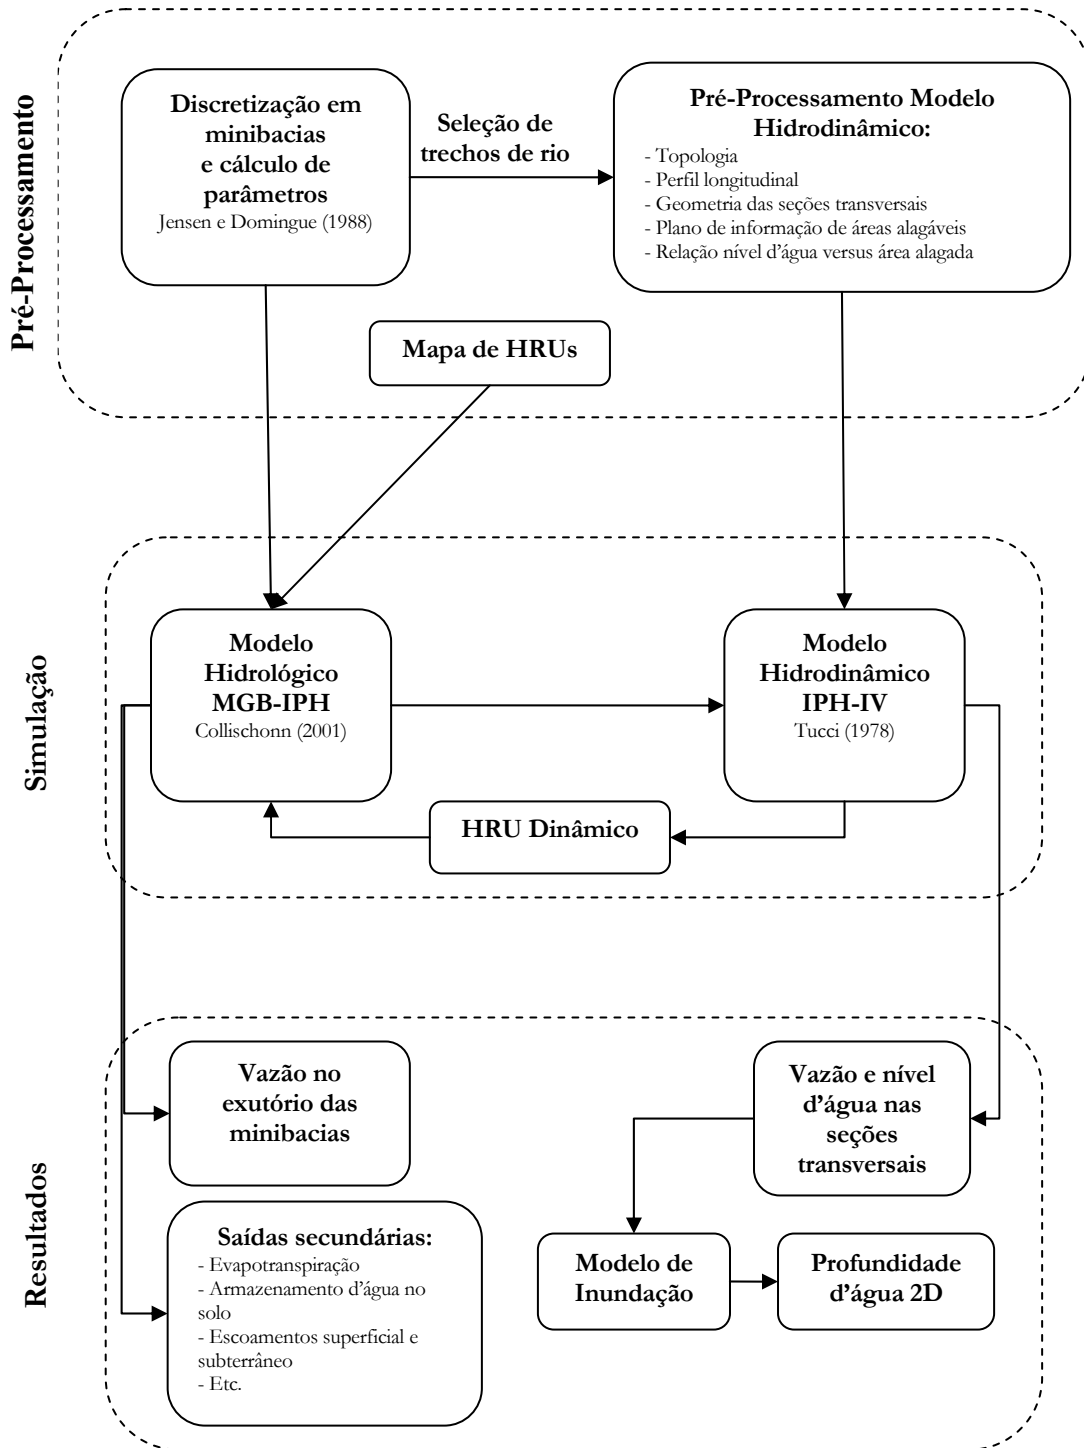 Pré-Processamento
Discretização em
minibacias
e cálculo de
parâmetros
Jensen e Domingue (1988)
Seleção de
trechos de rio
Pré-Processamento Modelo
Hidrodinâmico:
- Topologia
- Perfil longitudinal
- Geometria das seções transversais
- Plano de informação de áreas alagáveis
- Relação nível d'água versus área alagada
Mapa de HRUs
Simulação
Modelo
Hidrológico
MGB-IPH
Collischonn (2001)
Modelo
Hidrodinâmico
IPH-IV
Tucci (1978)
HRU Dinâmico
Resultados
Vazão no
exutório das
minibacias
Vazão e nível
d'água nas
seções
transversais
Saídas secundárias:
- Evapotranspiração
- Armazenamento d'água no
solo
- Escoamentos superficial e
subterrâneo
- Etc.
Modelo de
Inundação
Profundidade
d'água 2D